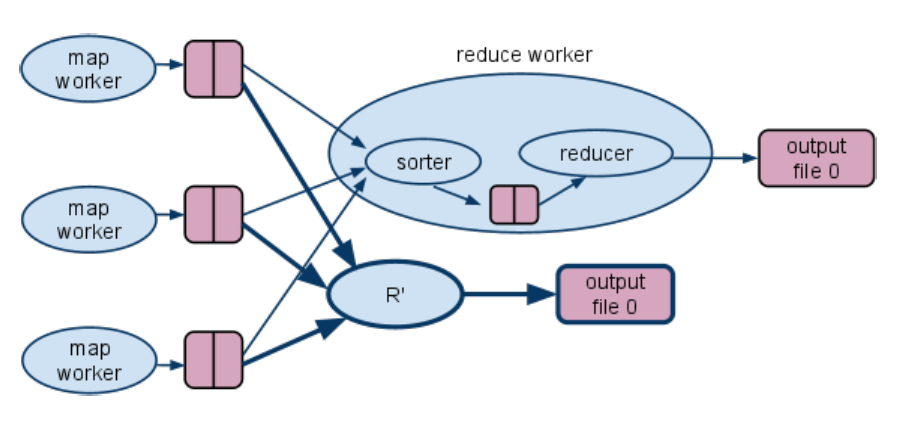 map
worker
reduce worker
sorter
reducer
output
file 0
map
worker
R'
output
file 0
map
worker